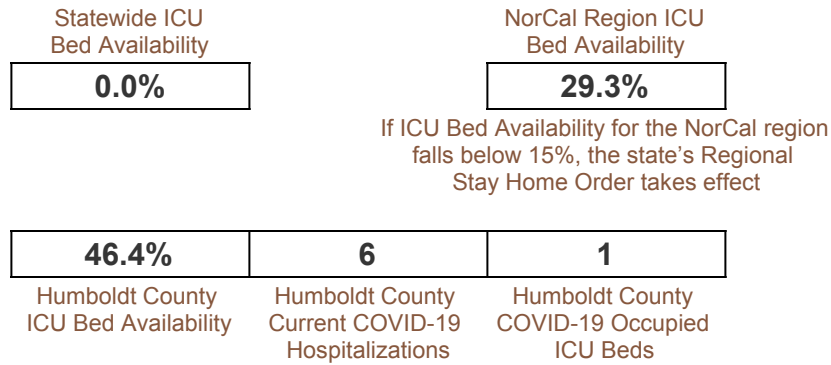 Statewide ICU
Bed Availability
0.0%
NorCal Region ICU
Bed Availability
29.3%
If ICU Bed Availability for the NorCal region
falls below 15%, the state's Regional
Stay Home Order takes effect
46.4%
6
1
Humboldt County
ICU Bed Availability
Humboldt County
Current COVID-19
Hospitalizations
Humboldt County
COVID-19 Occupied
ICU Beds